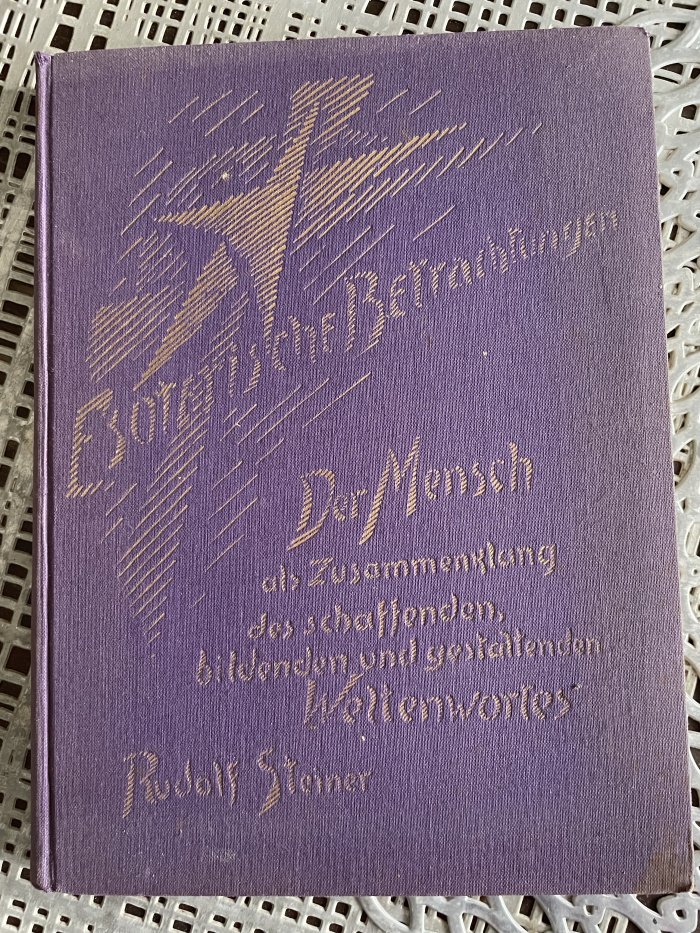 Esoterische Betrachtungen
Der Mensch
als Zusammenklang
des schaffenden,
bildenden und gestaltenden
Weltenwortes
Rudolf Steiner